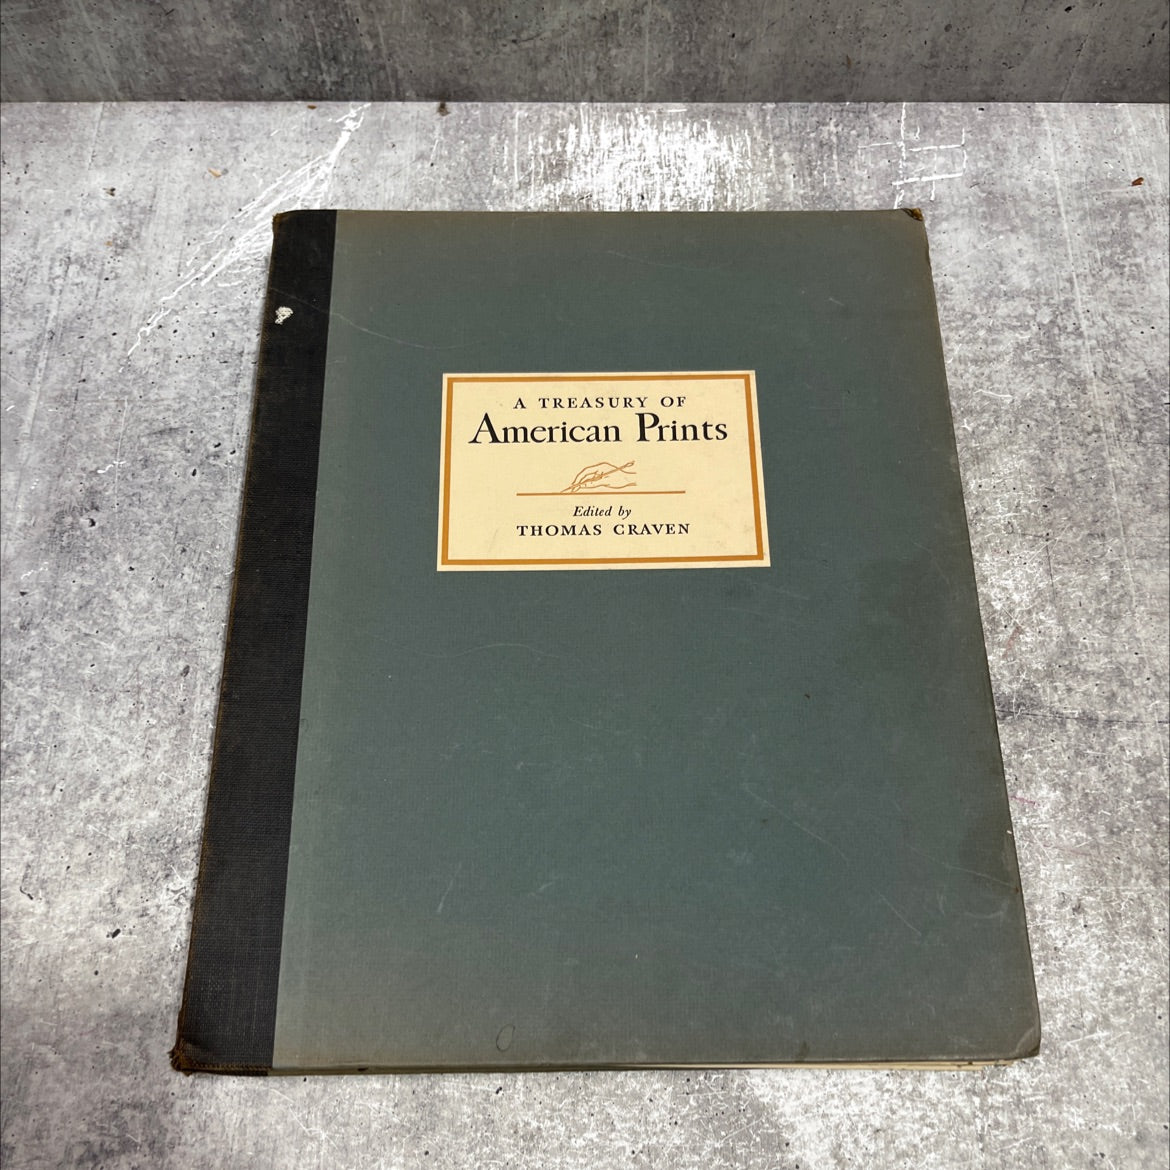 A TREASURY OF
American Prints
Edited by
THOMAS CRAVEN